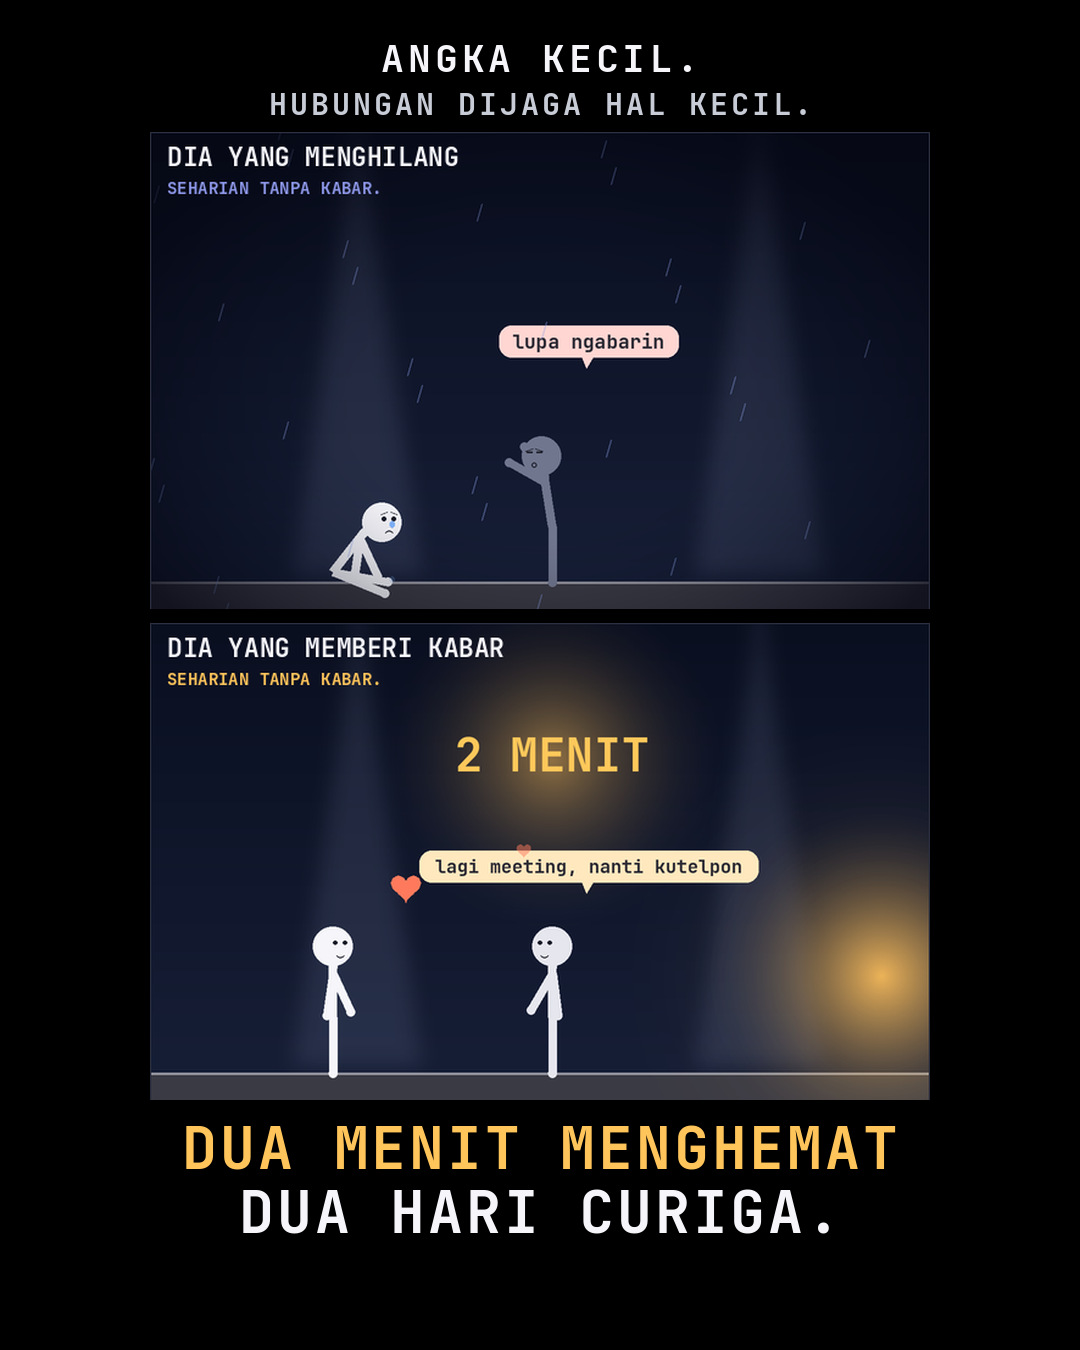 ANGKA KECIL.
HUBUNGAN DIJAGA HAL KECIL.
DIA YANG MENGHILANG
SEHARIAN TANPA KABAR.
lupa ngabarin
DIA YANG MEMBERI KABAR
SEHARIAN TANPA KABAR.
2 MENIT
lagi meeting, nanti kutelpon
DUA MENIT MENGHEMAT
DUA HARI CURIGA.